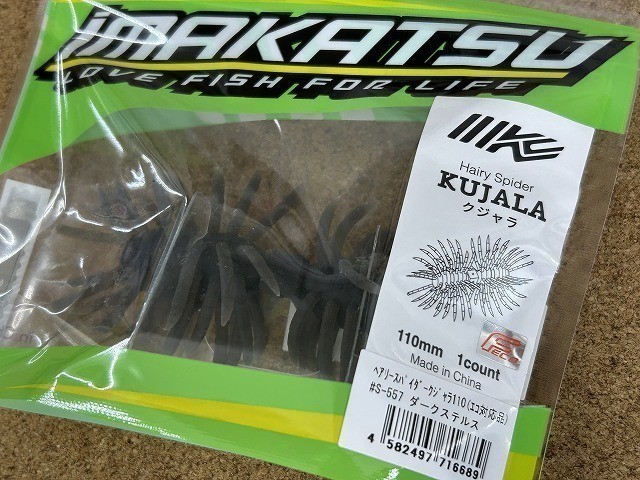 IMAKATSU
LOVE FISH FOR LIFE
IK
Hairy Spider
KUJALA
クジャラ
110mm 1count
Made in China
ECO
ヘアリースパイダークジャラ110(エコ対応品)
#S-557 ダークステルス
4 582497 716689